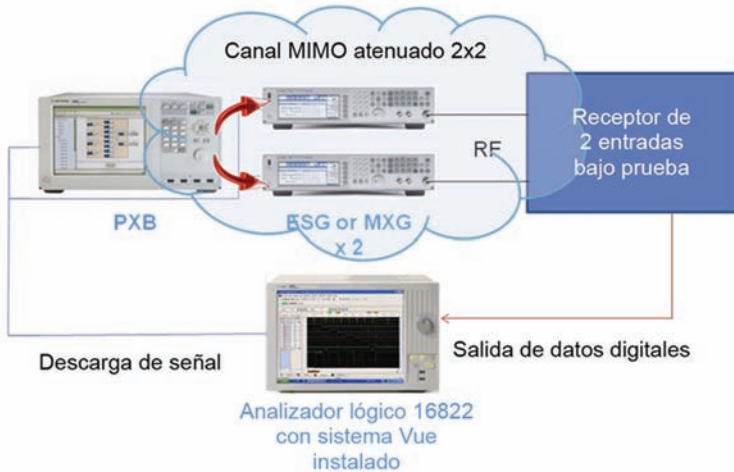 Canal MIMO atenuado 2x2
Receptor de
2 entradas
bajo prueba
RF
PXB
ESG or MXG
x 2
Descarga de señal
Salida de datos digitales
Analizador lógico 16822
con sistema Vue
instalado